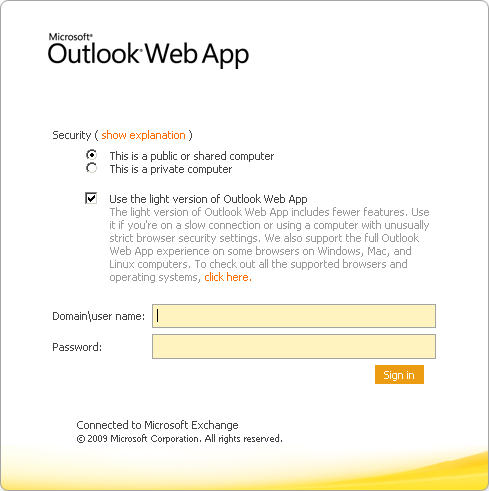 Microsoft®
Outlook® Web App
Security ( show explanation )
This is a public or shared computer
This is a private computer
Use the light version of Outlook Web App
The light version of Outlook Web App includes fewer features. Use
it if you're on a slow connection or using a computer with unusually
strict browser security settings. We also support the full Outlook
Web App experience on some browsers on Windows, Mac, and
Linux computers. To check out all the supported browsers and
operating systems, click here.
Domain\user name:
Password:
Sign in
Connected to Microsoft Exchange
© 2009 Microsoft Corporation. All rights reserved.